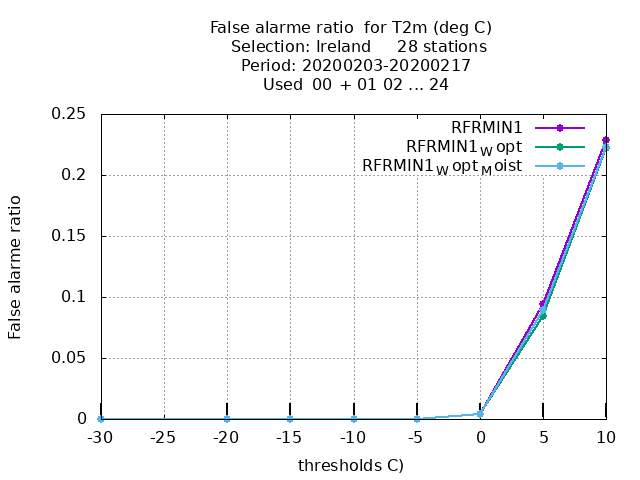 False alarme ratio  for T2m (deg C)
Selection: Ireland     28 stations
Period: 20200203-20200217
Used  00 + 01 02 ... 24
False alarme ratio
0.25
0.2
0.15
0.1
0.05
0
RFRMIN1
RFRMIN1Wopt
RFRMIN1WoptMoist
-30 -25 -20 -15 -10 -5 0 5 10
thresholds C)